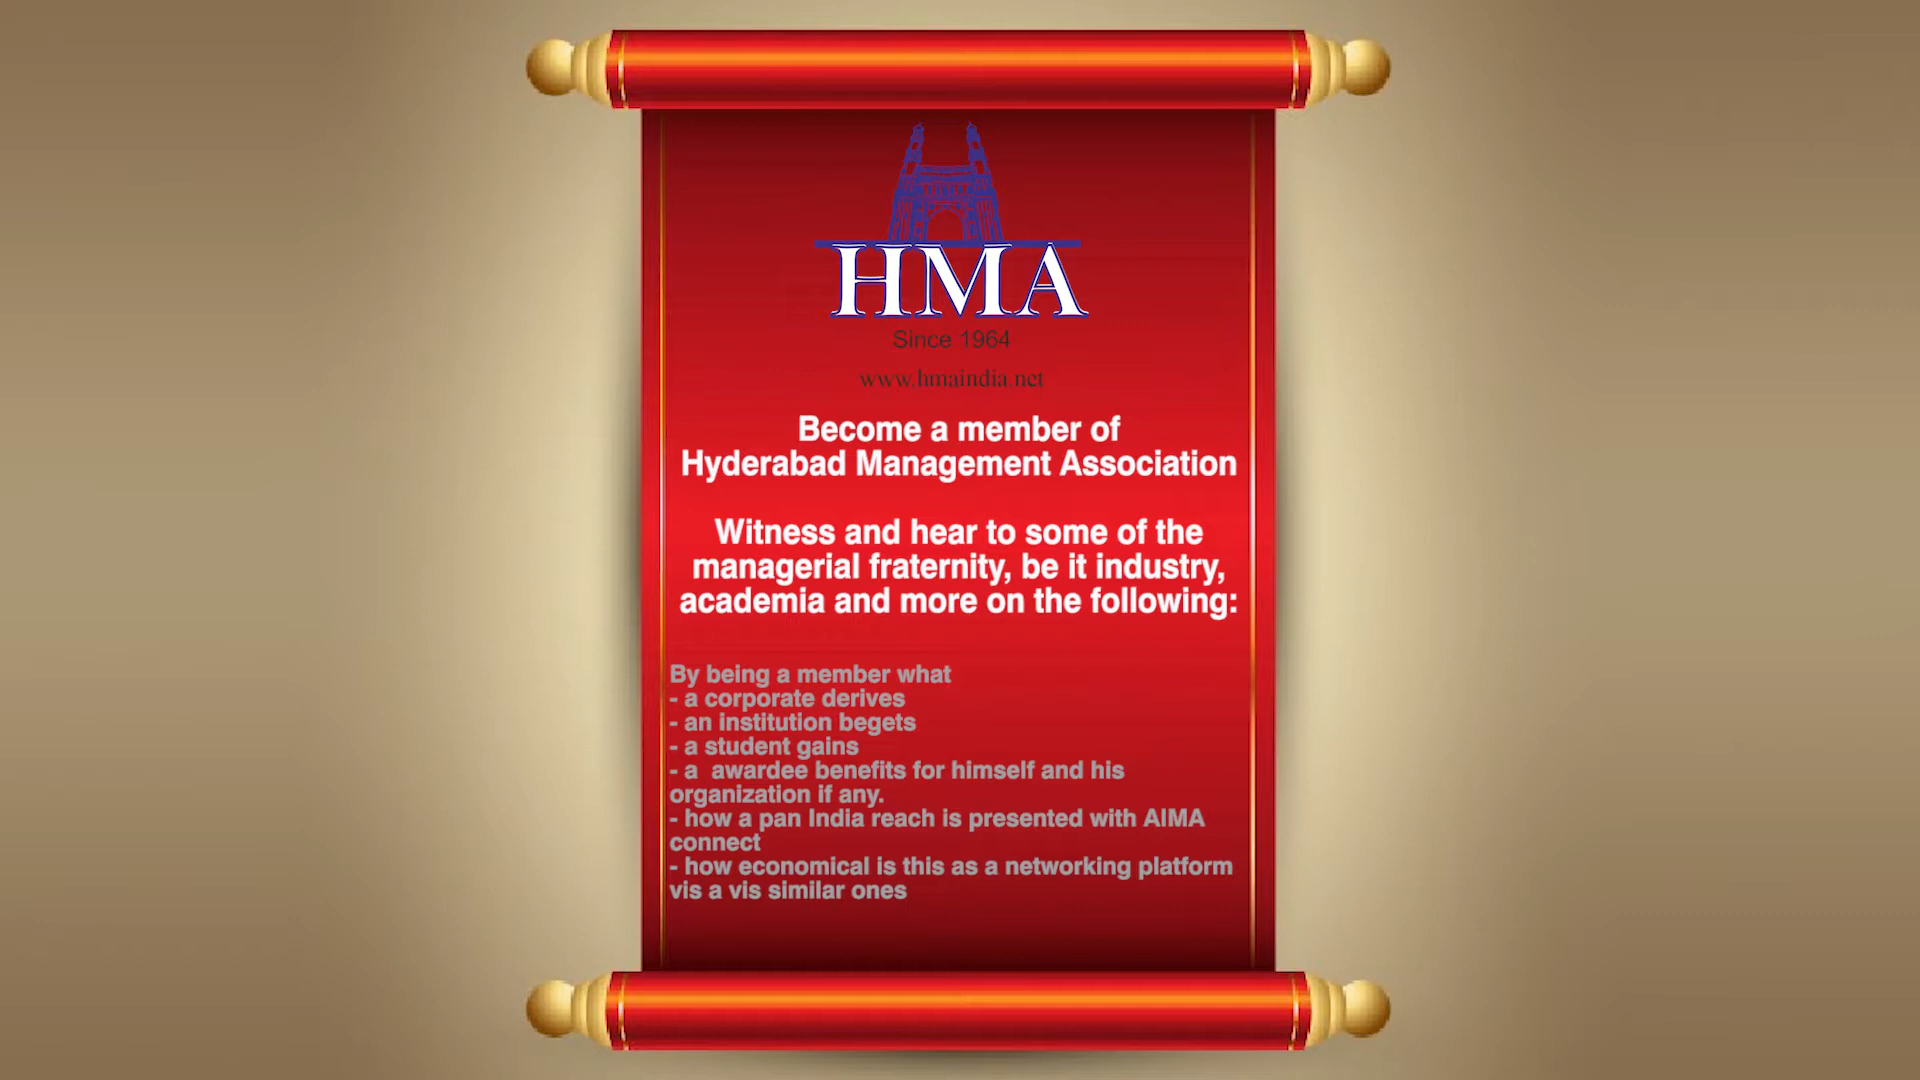 HMA
Since 1964
www.hmaindia.net
Become a member of
Hyderabad Management Association
Witness and hear to some of the
managerial fraternity, be it industry,
academia and more on the following:
By being a member what
- a corporate derives
- an institution begets
- a student gains
- a  awardee benefits for himself and his
organization if any.
- how a pan India reach is presented with AIMA
connect
- how economical is this as a networking platform
vis a vis similar ones